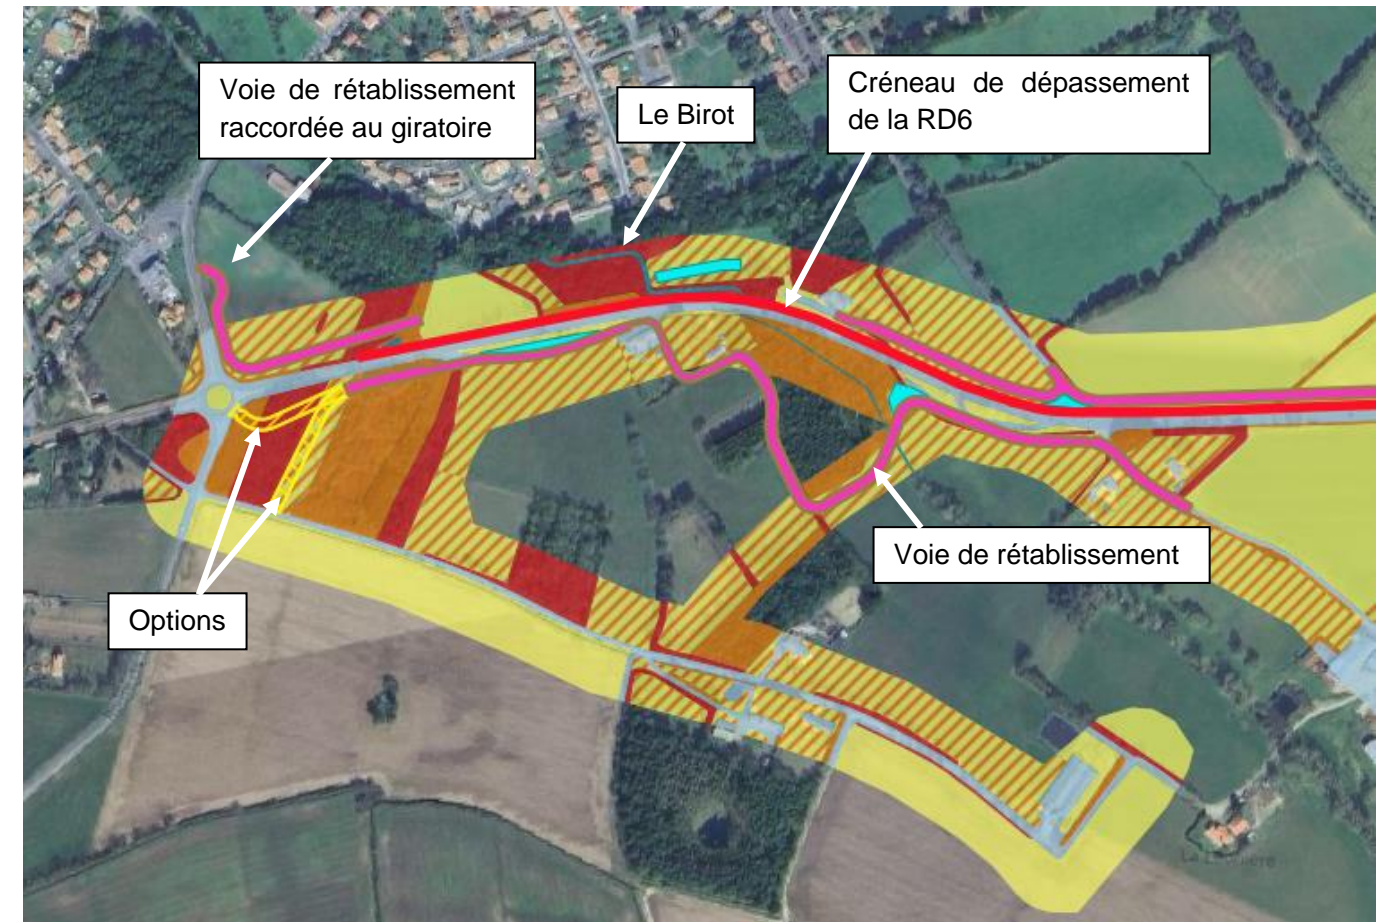 Voie de rétablissement
raccordée au giratoire
Le Birot
Créneau de dépassement
de la RD6
Voie de rétablissement
Options